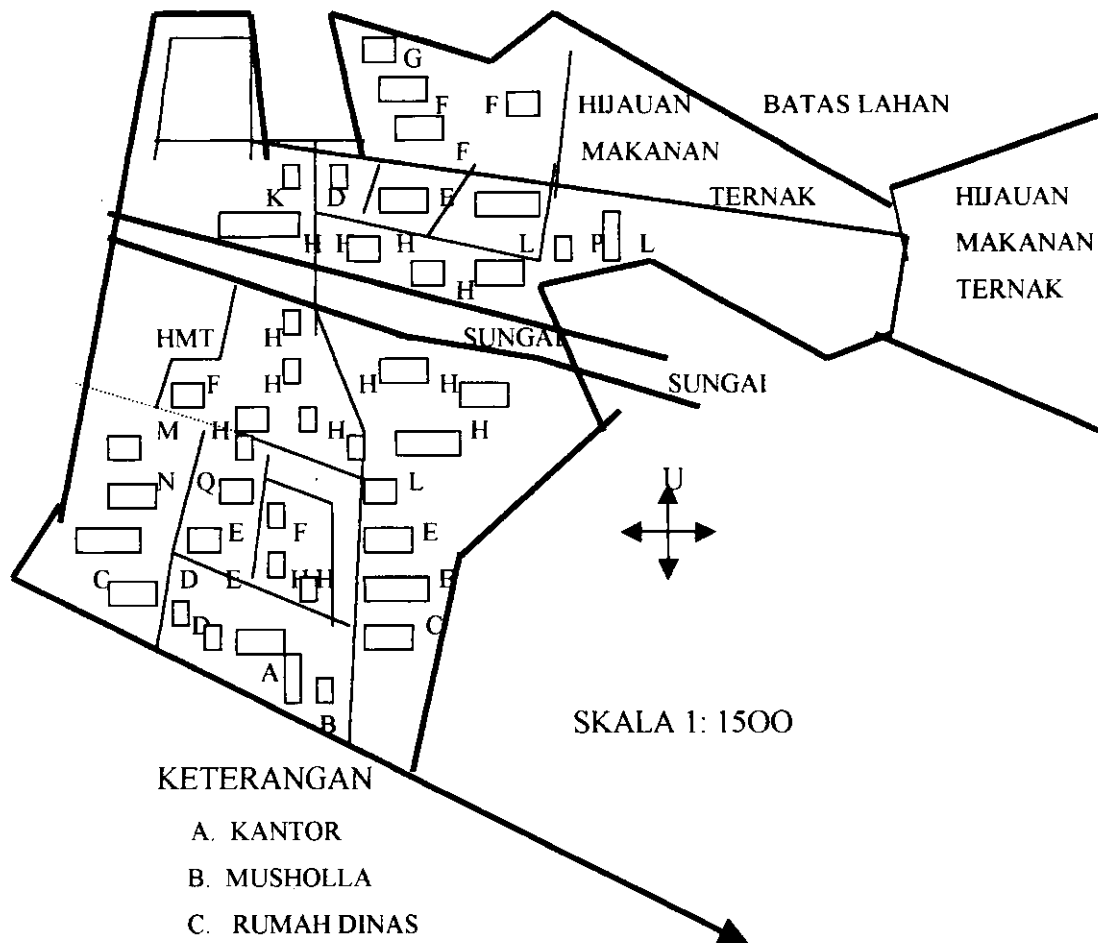 G
F F HIJAUAN BATAS LAHAN
F MAKANAN
K D E TERNAK HIJAUAN
H H L P L MAKANAN
H TERNAK
HMT H SUNGAI
F H H H SUNGAI
M H H H
N Q L U
E F E
C D E H H
D C
A
B SKALA 1: 15OO
KETERANGAN
A. KANTOR
B. MUSHOLLA
C. RUMAH DINAS